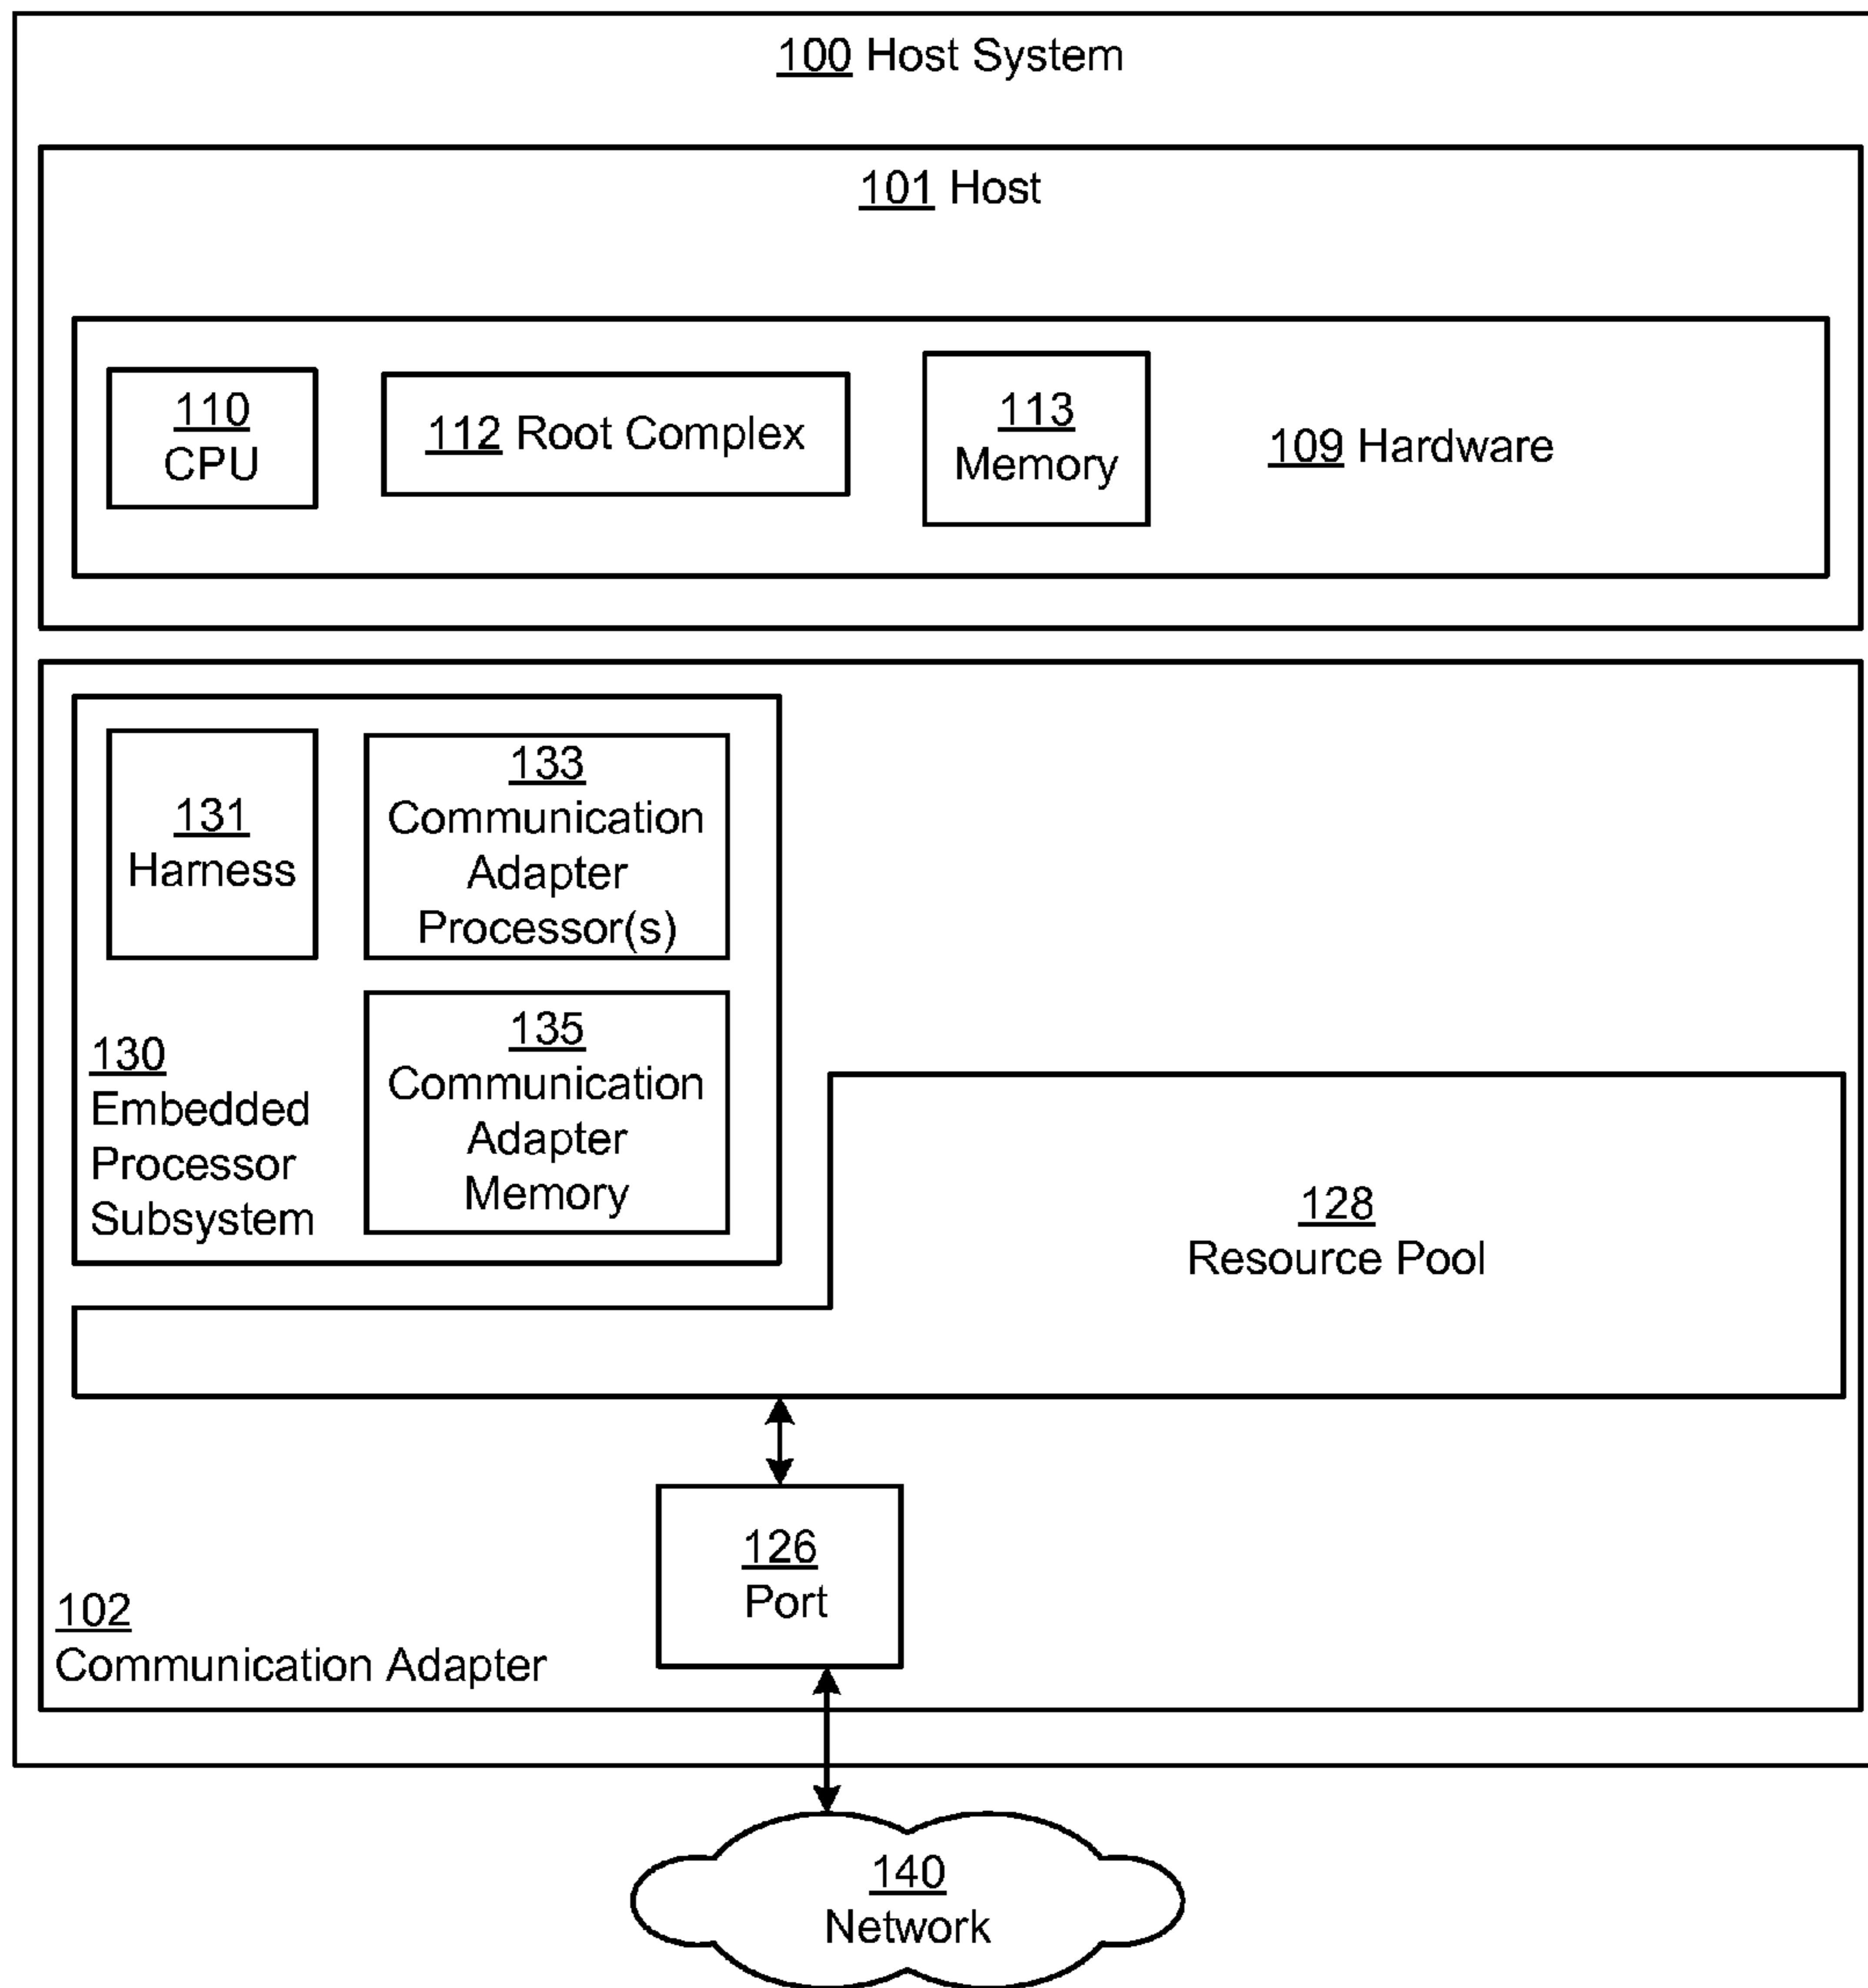 100 Host System
101 Host
110
CPU
112 Root Complex
113
Memory
109 Hardware
131
Harness
133
Communication
Adapter
Processor(s)
130
Embedded
Processor
Subsystem
135
Communication
Adapter
Memory
128
Resource Pool
126
Port
102
Communication Adapter
140
Network